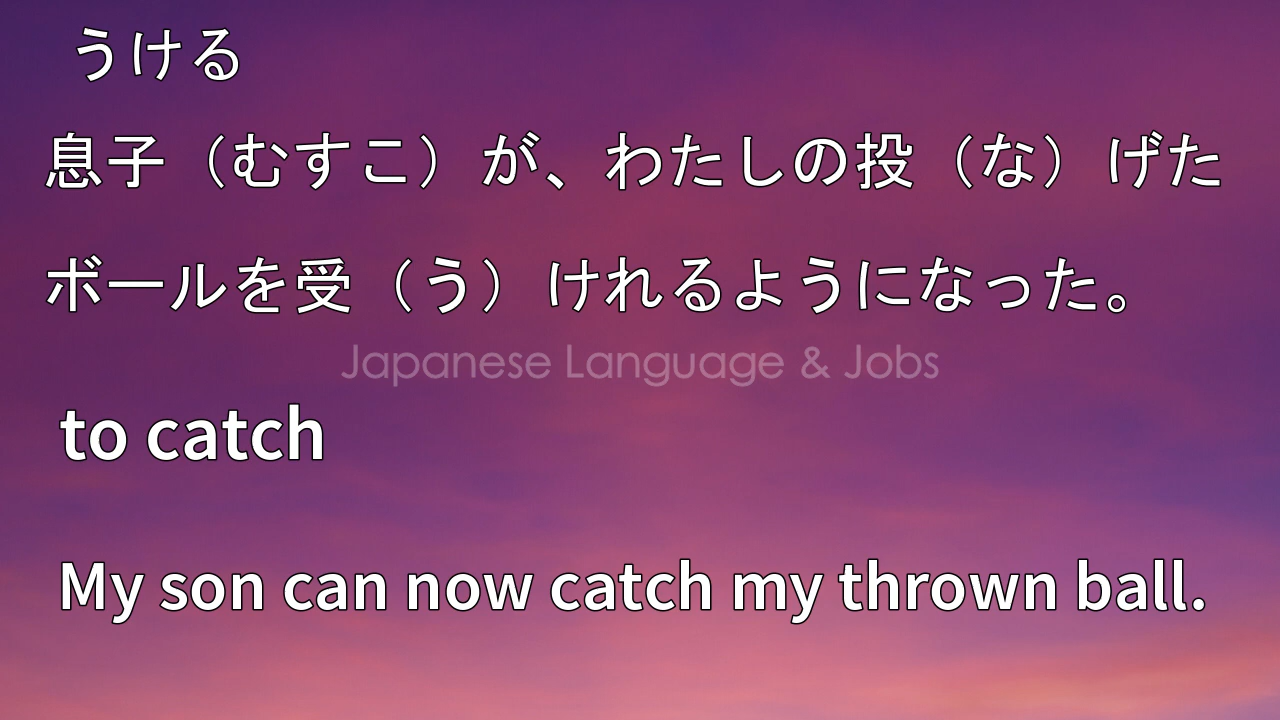 うける
息子（むすこ）が、わたしの投（な）げた
ボールを受（う）けれるようになった。
Japanese Language & Jobs
to catch
My son can now catch my thrown ball.